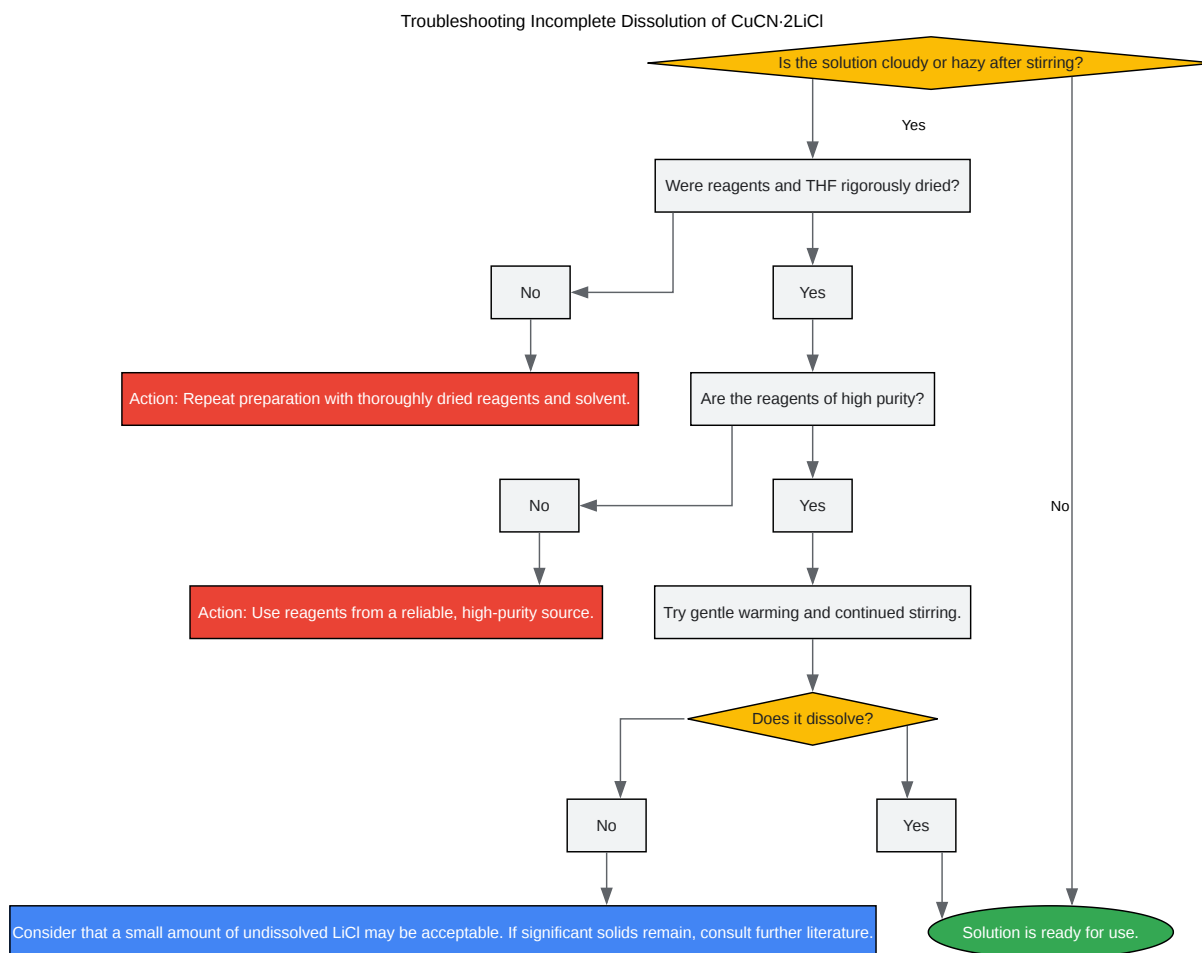 Troubleshooting Incomplete Dissolution of CuCN·2LiCl
Is the solution cloudy or hazy after stirring?
Yes
Were reagents and THF rigorously dried?
No
Yes
Action: Repeat preparation with thoroughly dried reagents and solvent.
Are the reagents of high purity?
No
Yes
No
Action: Use reagents from a reliable, high-purity source.
Try gentle warming and continued stirring.
Does it dissolve?
No
Yes
Consider that a small amount of undissolved LiCl may be acceptable. If significant solids remain, consult further literature.
Solution is ready for use.